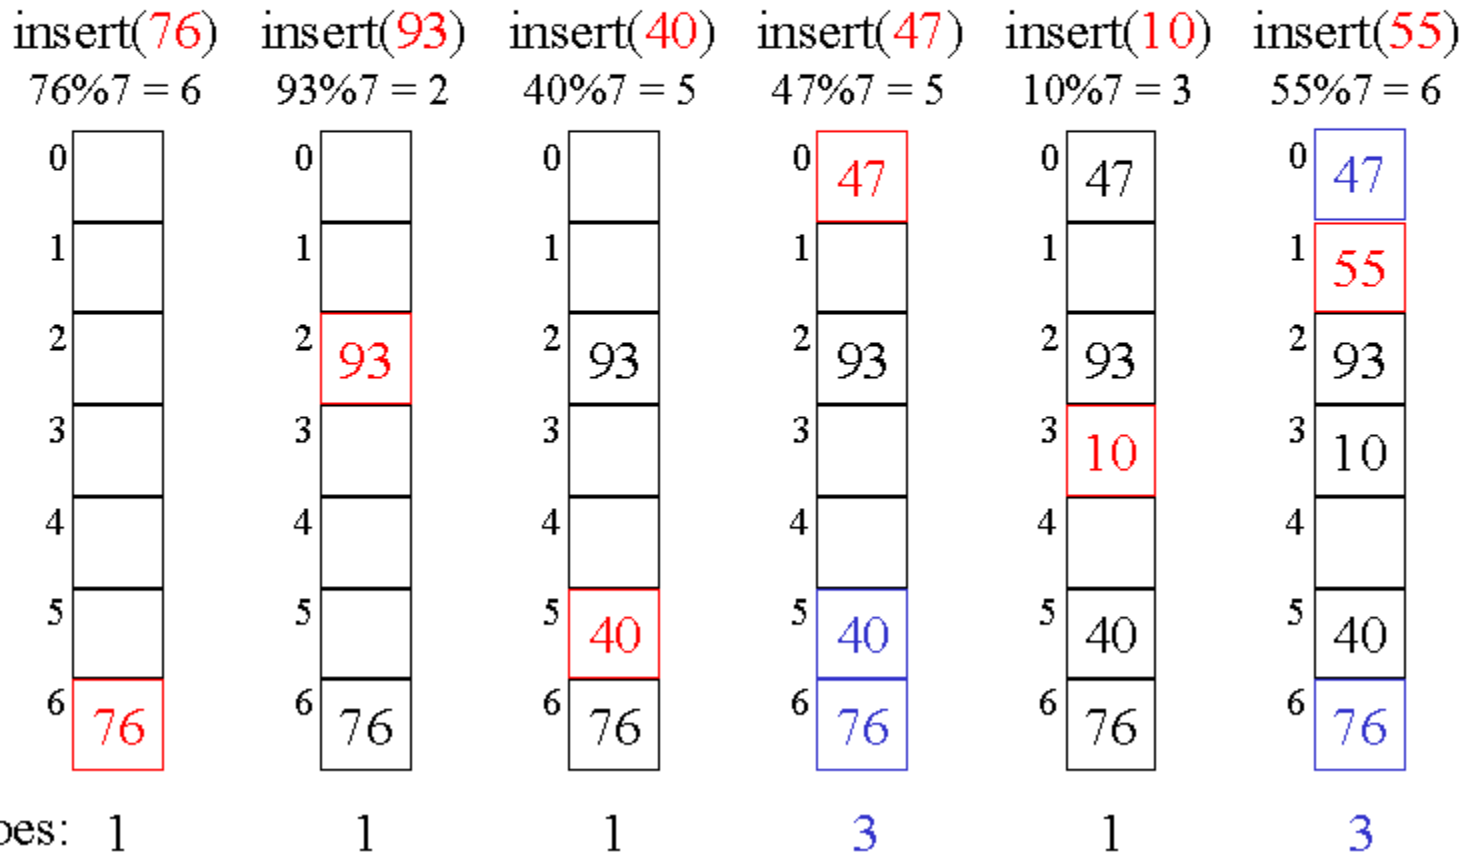 insert(76) insert(93) insert(40) insert(47) insert(10) insert(55)
76%7 = 6 93%7 = 2 40%7 = 5 47%7 = 5 10%7 = 3 55%7 = 6
0 0 0 0 47 0 47 0 47
1 1 1 1 1 1 55
2 2 93 2 93 2 93 2 93 2 93
3 3 3 3 3 10 3 10
4 4 4 4 4 4
5 5 5 40 5 40 5 40 5 40
6 76 6 76 6 76 6 76 6 76 6 76
1 1 1 3 1 3